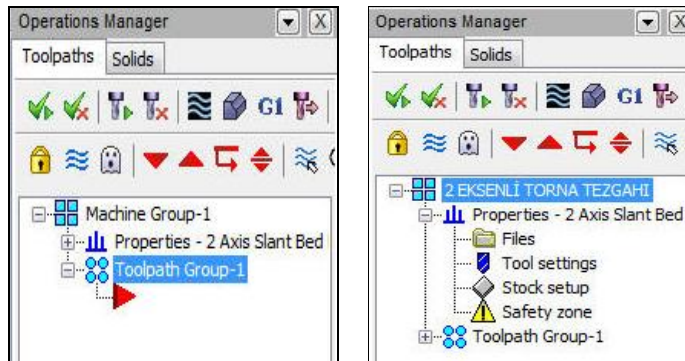 Operations Manager
Toolpaths Solids
G1
Machine Group-1
Properties - 2 Axis Slant Bed
Toolpath Group-1
Operations Manager
Toolpaths Solids
G1
2 EKSENLİ TORNA TEZGAHI
Properties - 2 Axis Slant Bed
Files
Tool settings
Stock setup
Safety zone
Toolpath Group-1